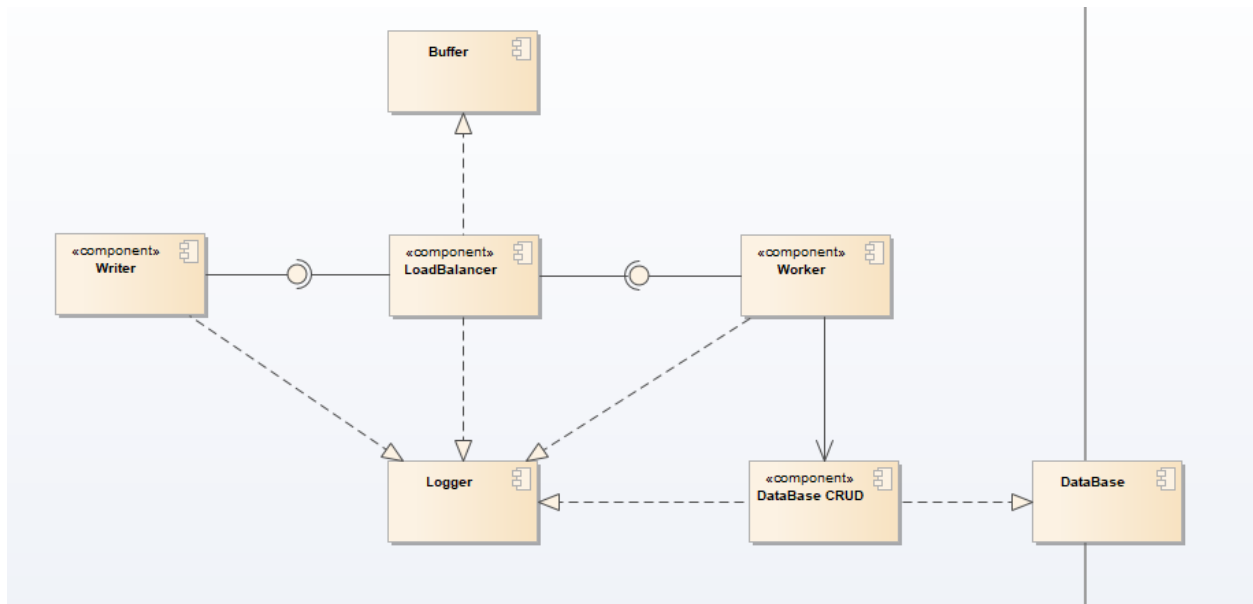 Buffer
«component»
Writer
«component»
LoadBalancer
«component»
Worker
Logger
«component»
DataBase CRUD
DataBase